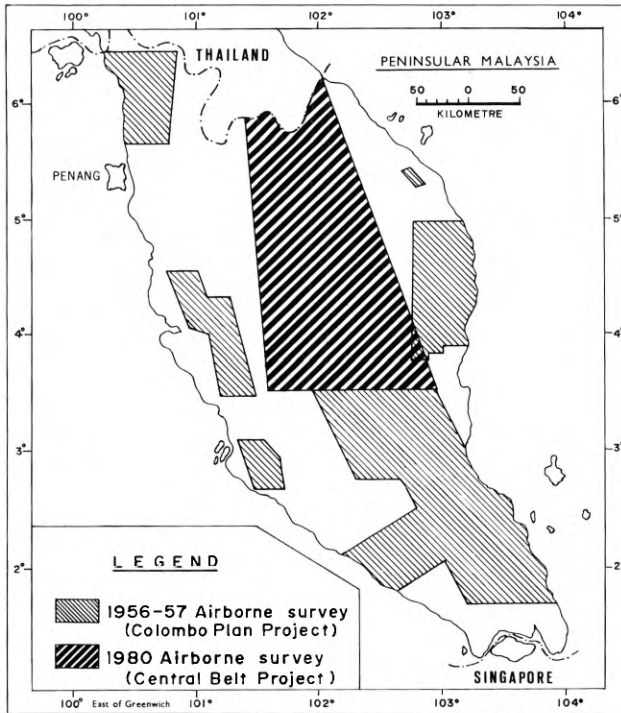 100° 101° 102° 103° 104°
THAILAND
PENINSULAR MALAYSIA
50 0 50
KILOMETRE
6° 6°
PENANG
5° 5°
4° 4°
3° 3°
2° 2°
LEGEND
1956-57 Airborne survey
(Colombo Plan Project)
1980 Airborne survey
(Central Belt Project)
SINGAPORE
100° East of Greenwich 101° 102° 103° 104°